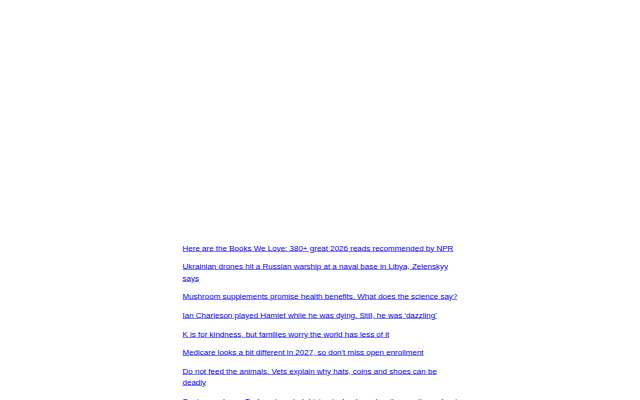 Here are the Books We Love: 380+ great 2026 reads recommended by NPR
Ukrainian drones hit a Russian warship at a naval base in Libya, Zelenskyy
says
Mushroom supplements promise health benefits. What does the science say?
Ian Charleson played Hamlet while he was dying. Still, he was 'dazzling'
K is for kindness, but families worry the world has less of it
Medicare looks a bit different in 2027, so don't miss open enrollment
Do not feed the animals. Vets explain why hats, coins and shoes can be
deadly